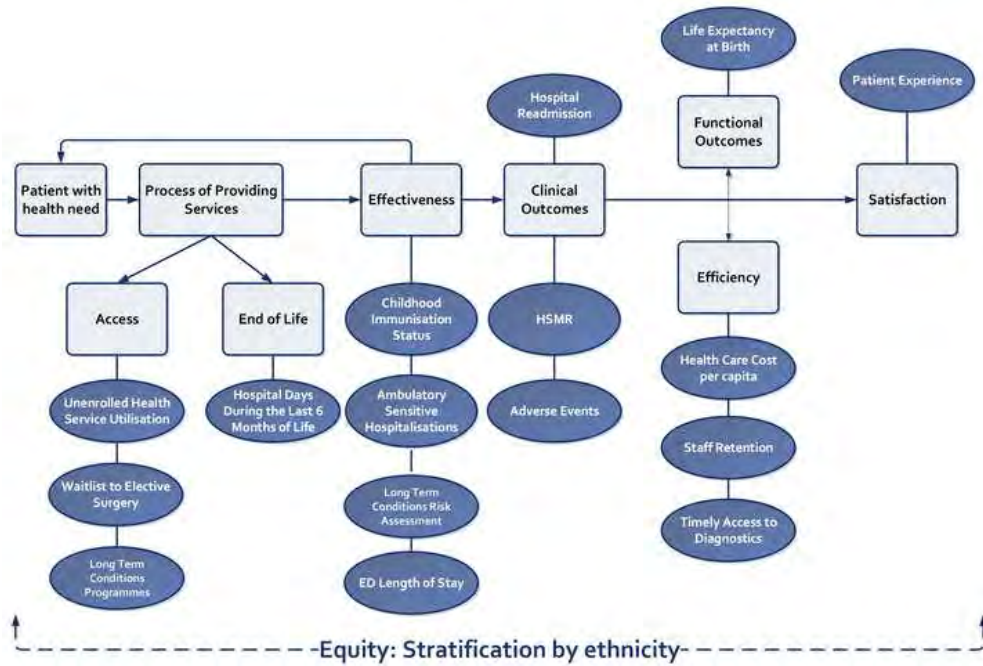 Life Expectancy
at Birth
Patient Experience
Hospital
Readmission
Functional
Outcomes
Patient with
health need
Process of Providing
Services
Effectiveness
Clinical
Outcomes
Satisfaction
Access
End of Life
Childhood
Immunisation
Status
HSMR
Efficiency
Unenrolled Health
Service Utilisation
Hospital Days
During the Last 6
Months of Life
Ambulatory
Sensitive
Hospitalisations
Adverse Events
Health Care Cost
per capita
Waitlist to Elective
Surgery
Long Term
Conditions Risk
Assessment
Staff Retention
Long Term
Conditions
Programmes
ED Length of Stay
Timely Access to
Diagnostics
Equity: Stratification by ethnicity